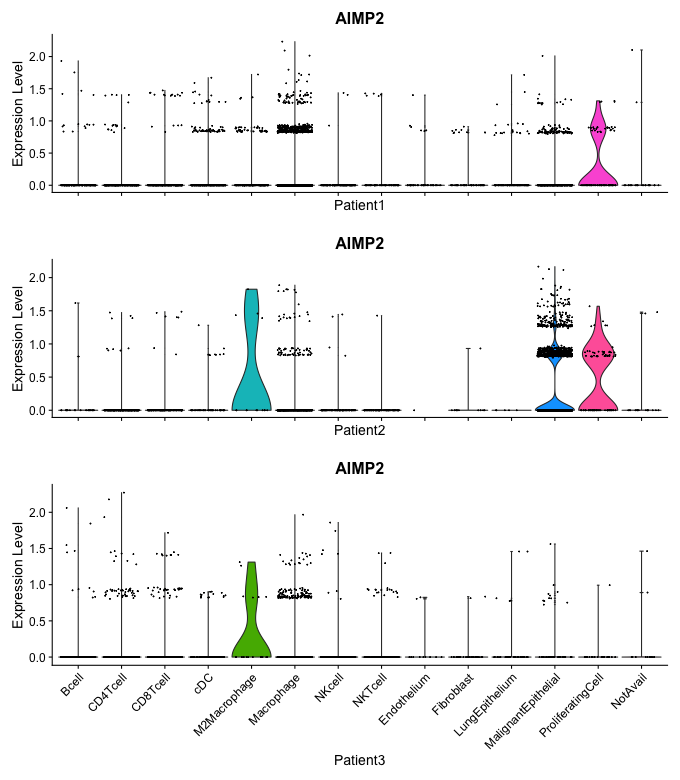 AIMP2
Expression Level
2.0
1.5
1.0
0.5
0.0
Patient1
AIMP2
Expression Level
2.0
1.5
1.0
0.5
0.0
Patient2
AIMP2
Expression Level
2.0
1.5
1.0
0.5
0.0
Bcell
CD4Tcell
CD8Tcell
cDC
M2Macrophage
Macrophage
NKcell
NKTcell
Endothelium
Fibroblast
LungEpithelium
MalignantEpithelial
ProliferatingCell
NotAvail
Patient3